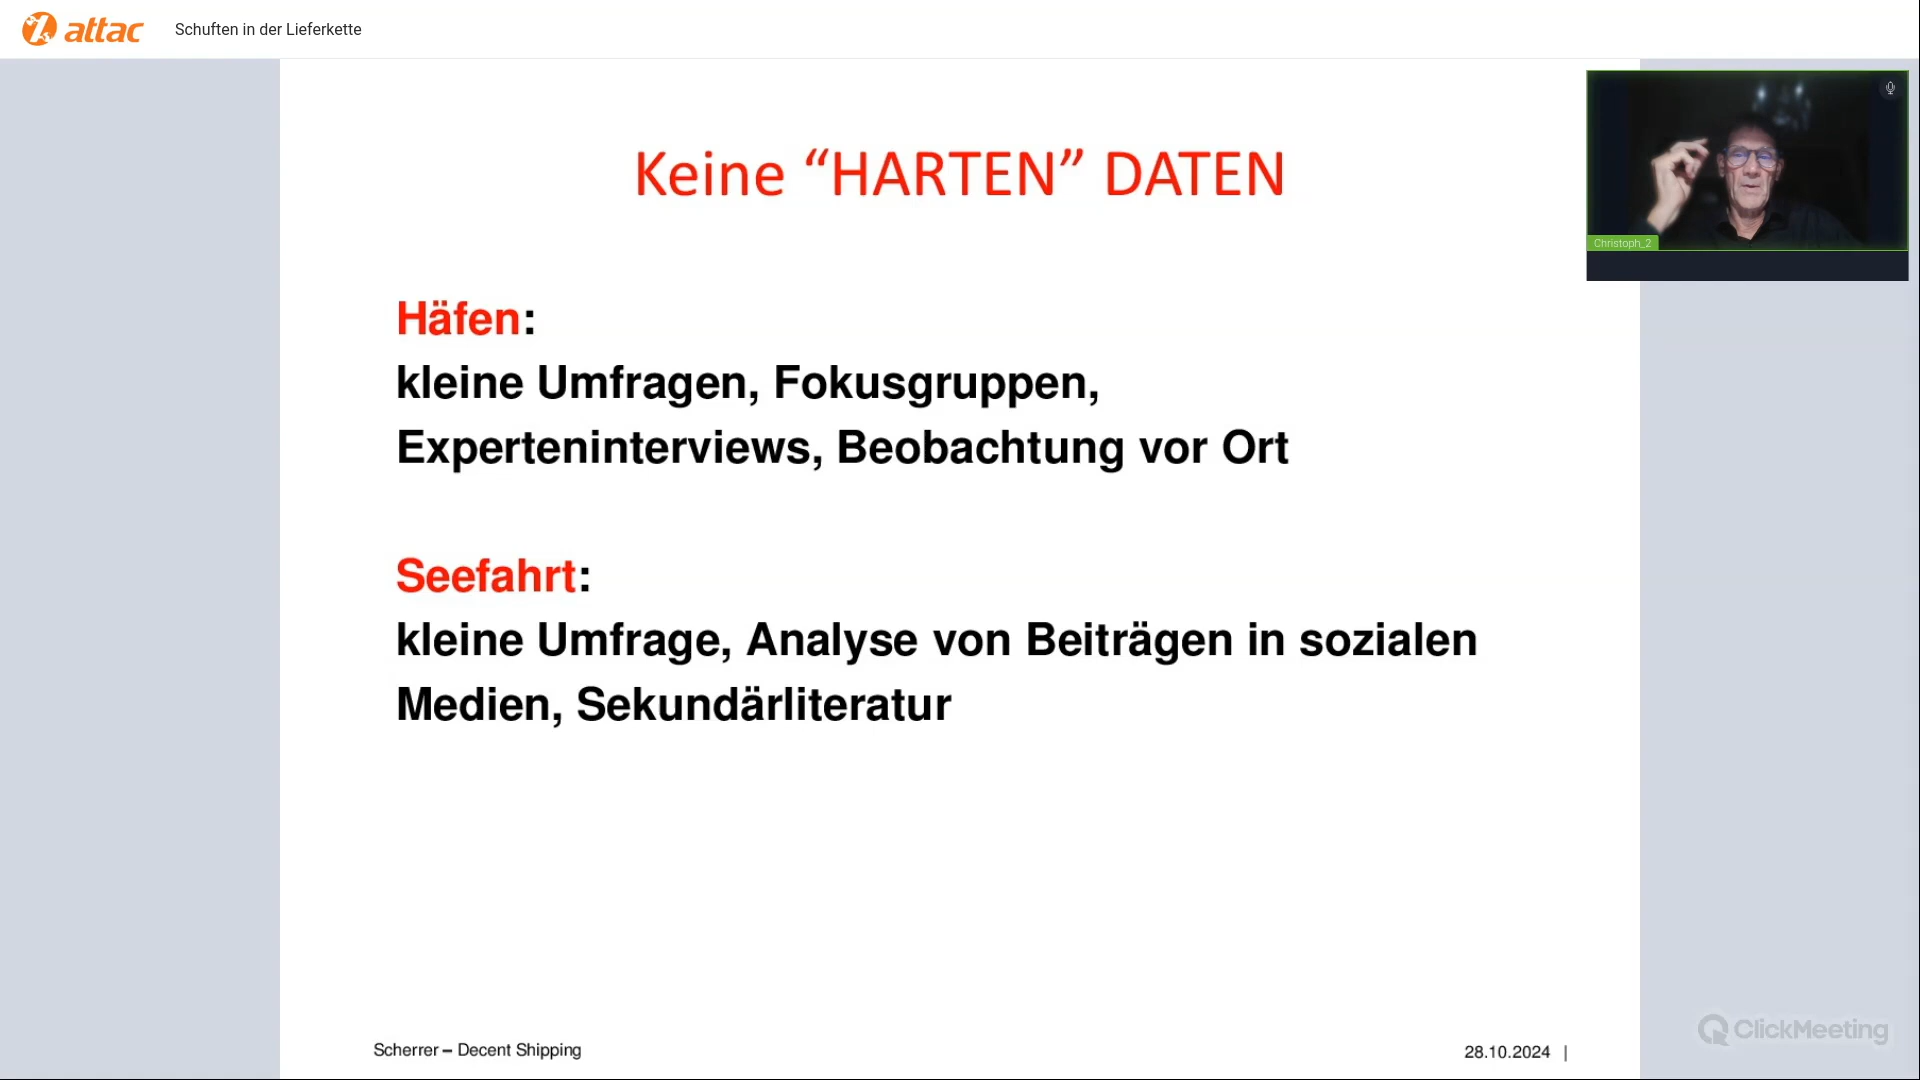 attac
Schuften in der Lieferkette
Keine “HARTEN” DATEN
Christoph_2
Häfen:
kleine Umfragen, Fokusgruppen,
Experteninterviews, Beobachtung vor Ort
Seefahrt:
kleine Umfrage, Analyse von Beiträgen in sozialen
Medien, Sekundärliteratur
ClickMeeting
Scherrer – Decent Shipping
28.10.2024 |